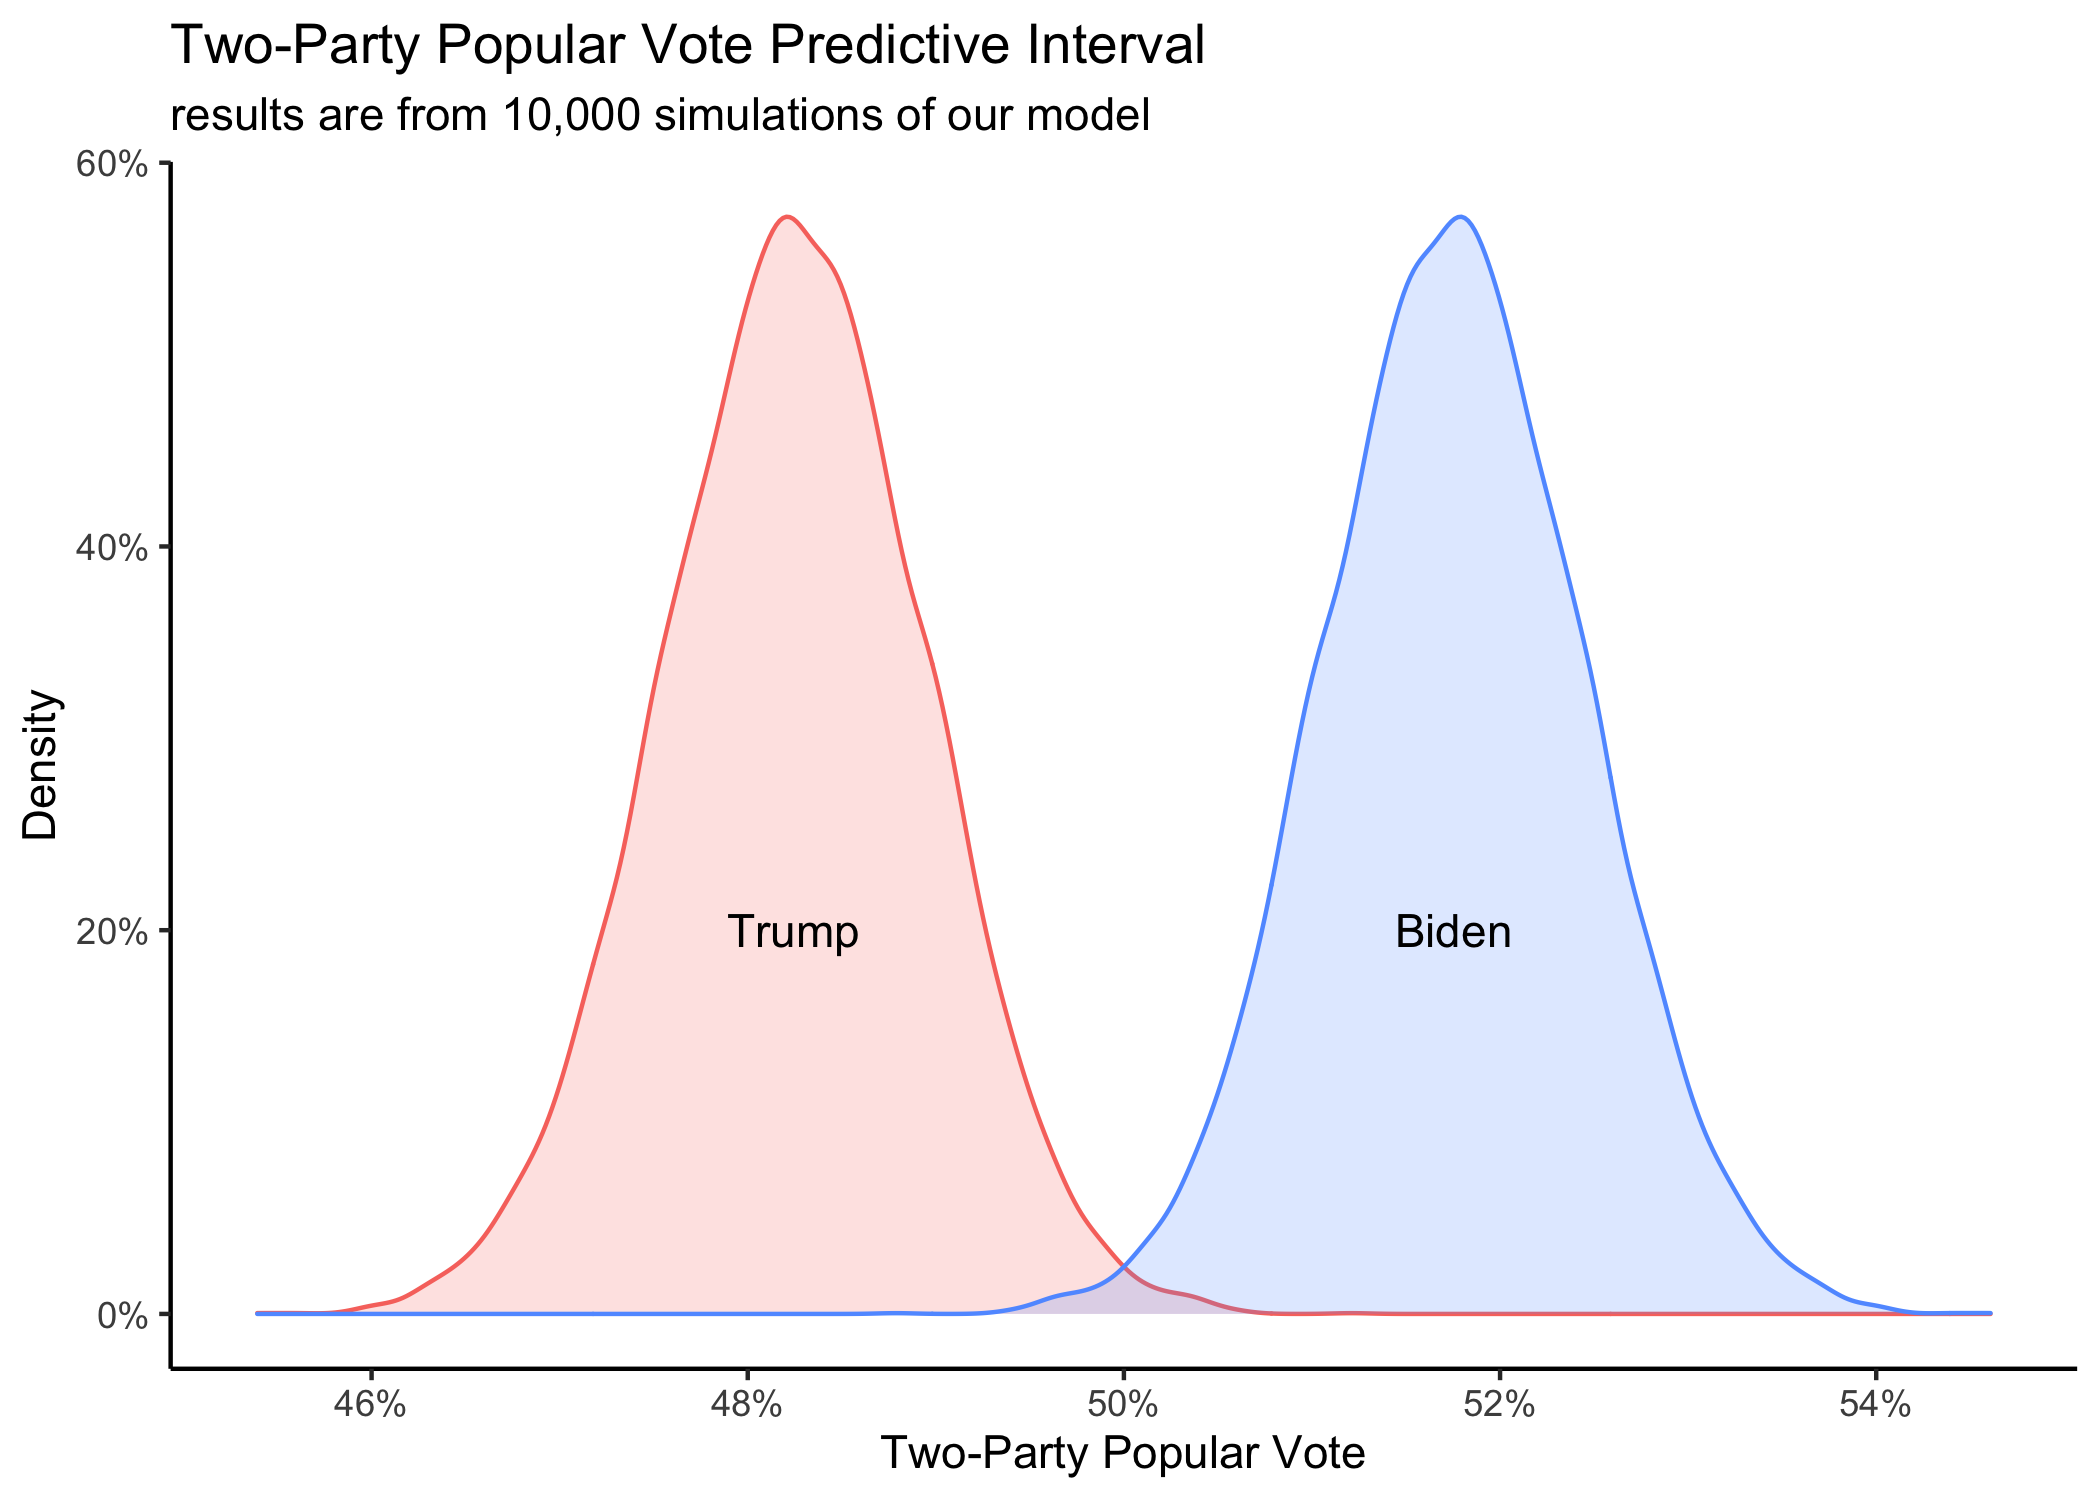 Two-Party Popular Vote Predictive Interval
results are from 10,000 simulations of our model
60%
40%
20%
0%
Density
Trump
Biden
46%
48%
50%
52%
54%
Two-Party Popular Vote